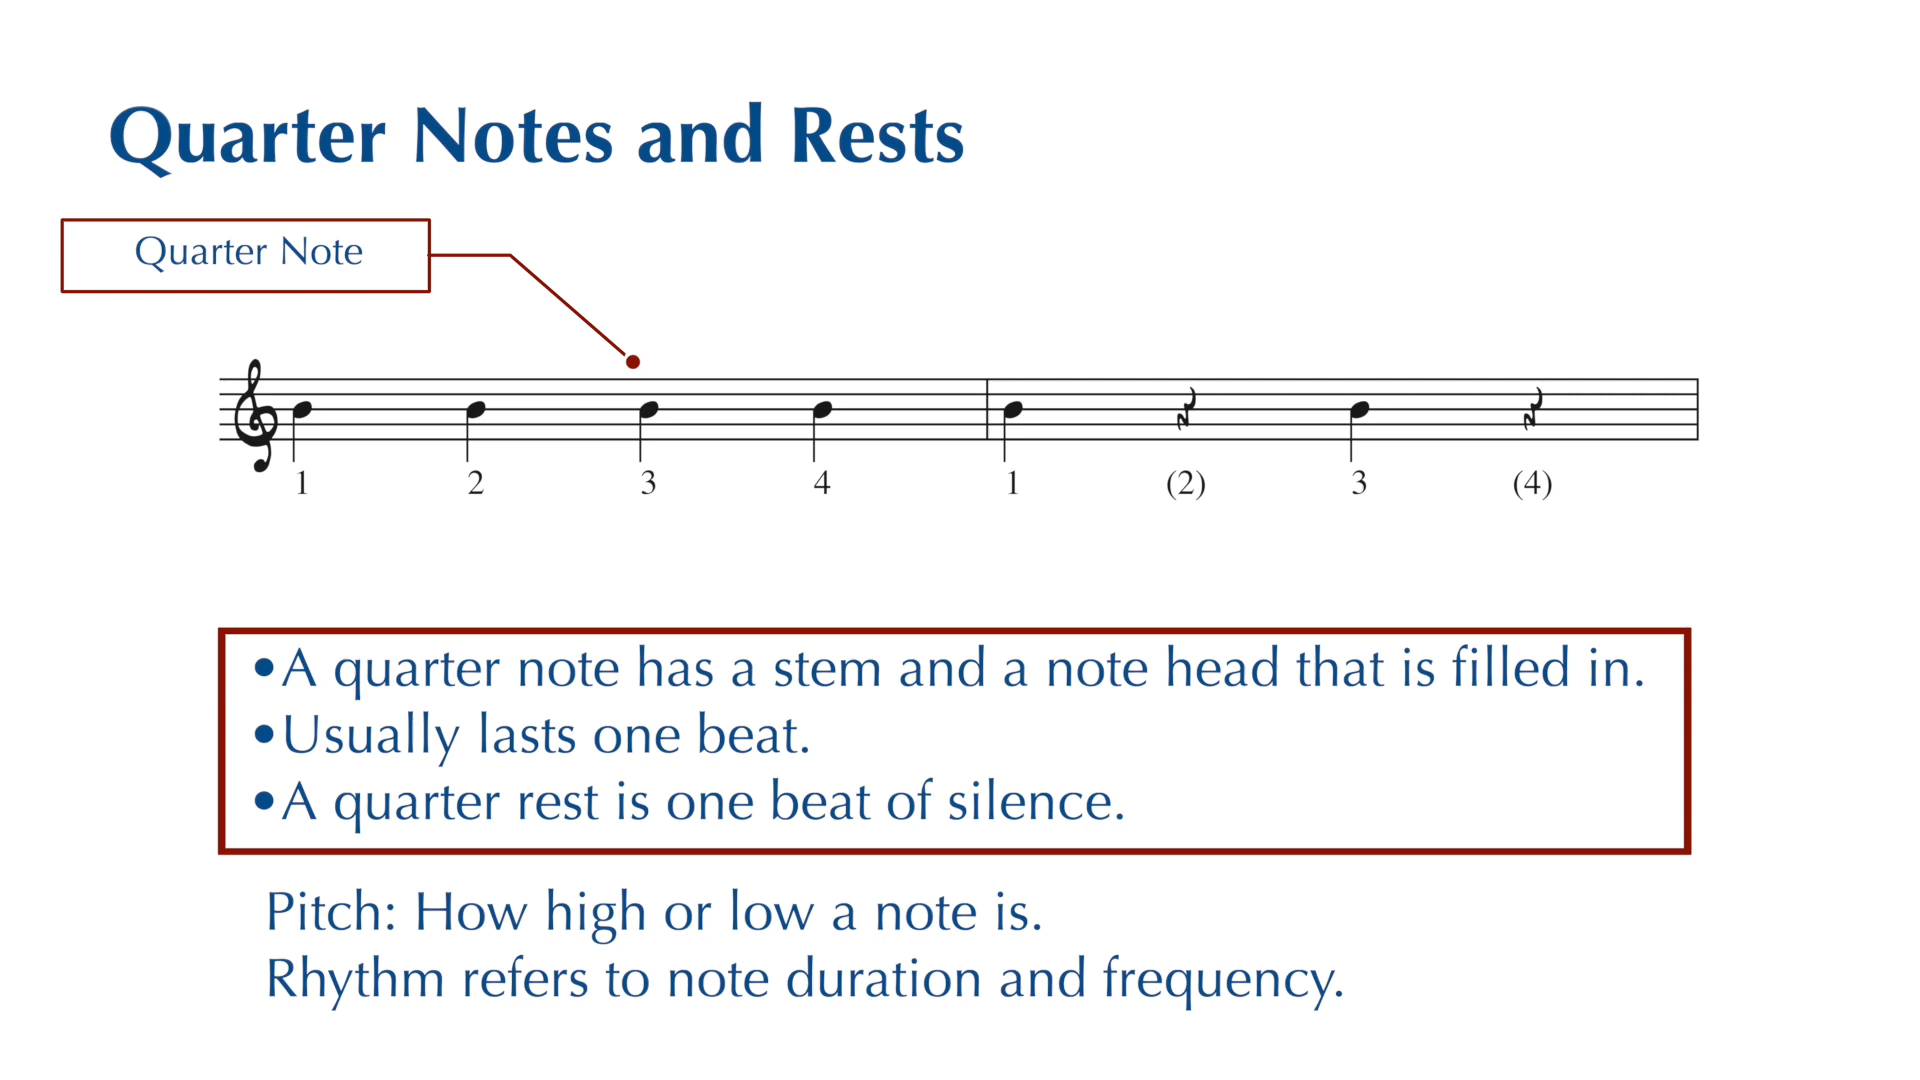 Quarter Notes and Rests
Quarter Note
1 2 3 4 1 (2) 3 (4)
•A quarter note has a stem and a note head that is filled in.
•Usually lasts one beat.
•A quarter rest is one beat of silence.
Pitch: How high or low a note is.
Rhythm refers to note duration and frequency.